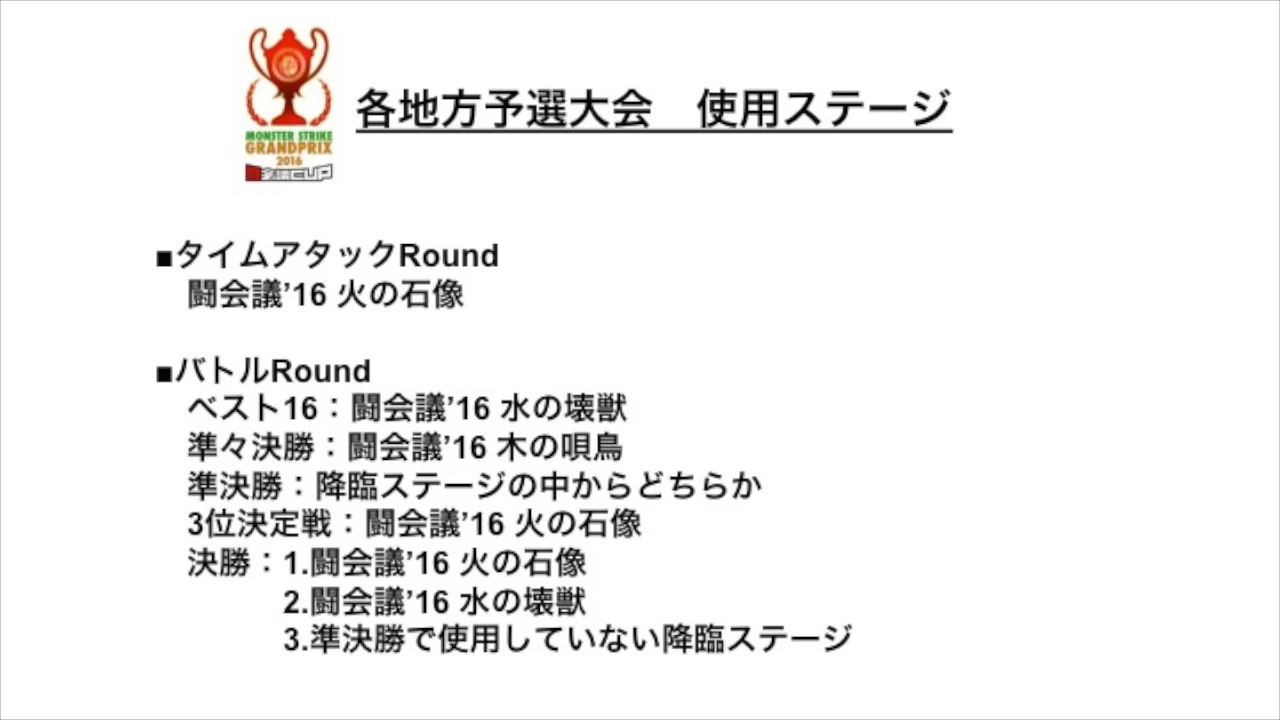 MONSTER STRIKE
GRANDPRIX
2016
闘会議CUP
各地方予選大会　使用ステージ
■タイムアタックRound
闘会議’16 火の石像
■バトルRound
ベスト16：闘会議’16 水の壊獣
準々決勝：闘会議’16 木の唄鳥
準決勝：降臨ステージの中からどちらか
3位決定戦：闘会議’16 火の石像
決勝：1.闘会議’16 火の石像
2.闘会議’16 水の壊獣
3.準決勝で使用していない降臨ステージ